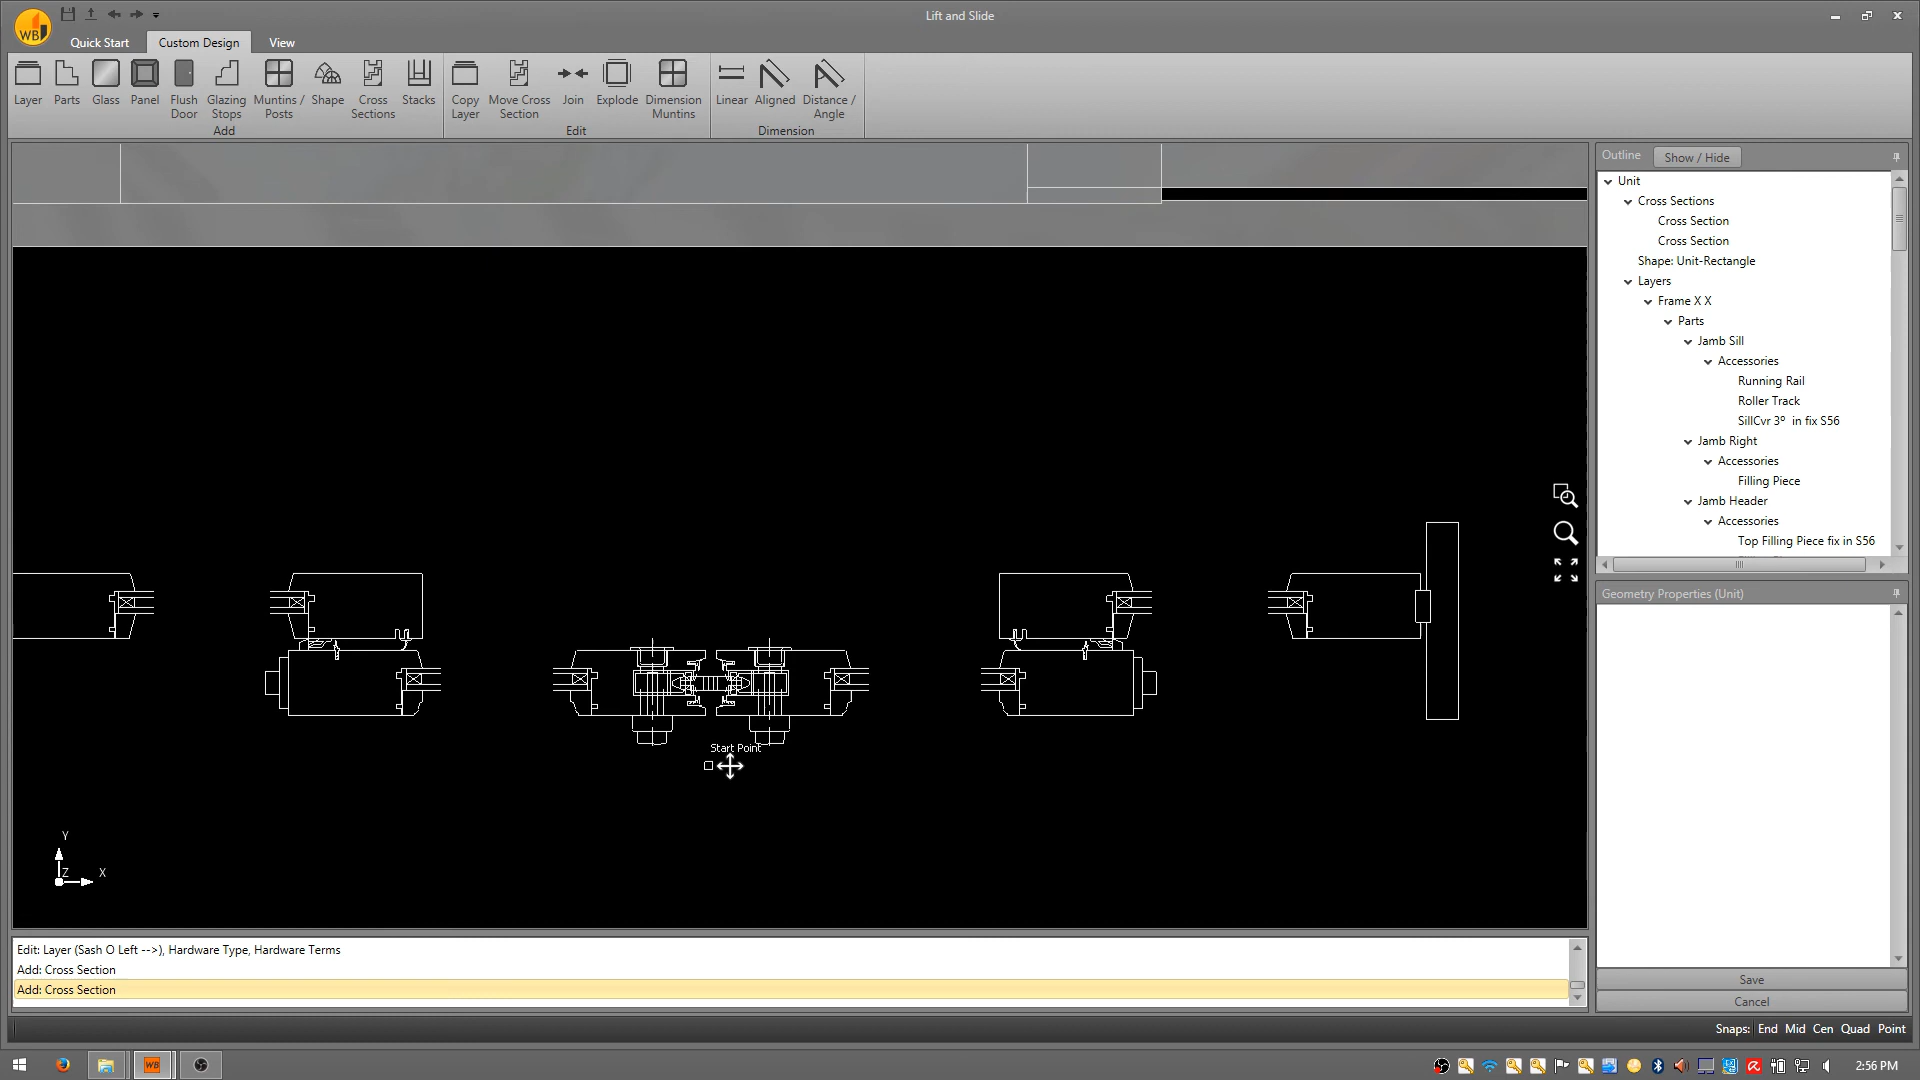 Lift and Slide
WB
Quick Start
Custom Design
View
Layer
Parts
Glass
Panel
Flush Door
Glazing Stops
Muntins / Posts
Shape
Cross Sections
Stacks
Add
Copy Layer
Move Cross Section
Join
Explode
Dimension Muntins
Edit
Linear
Aligned
Distance / Angle
Dimension
Outline
Show / Hide
Unit
Cross Sections
Cross Section
Cross Section
Shape: Unit-Rectangle
Layers
Frame X X
Parts
Jamb Sill
Accessories
Running Rail
Roller Track
SillCvr 3º  in fix S56
Jamb Right
Accessories
Filling Piece
Jamb Header
Accessories
Top Filling Piece fix in S56
Geometry Properties (Unit)
Save
Cancel
Start Point
Y
Z
X
Edit: Layer (Sash O Left -->), Hardware Type, Hardware Terms
Add: Cross Section
Add: Cross Section
Snaps: End Mid Cen Quad Point
WB
2:56 PM